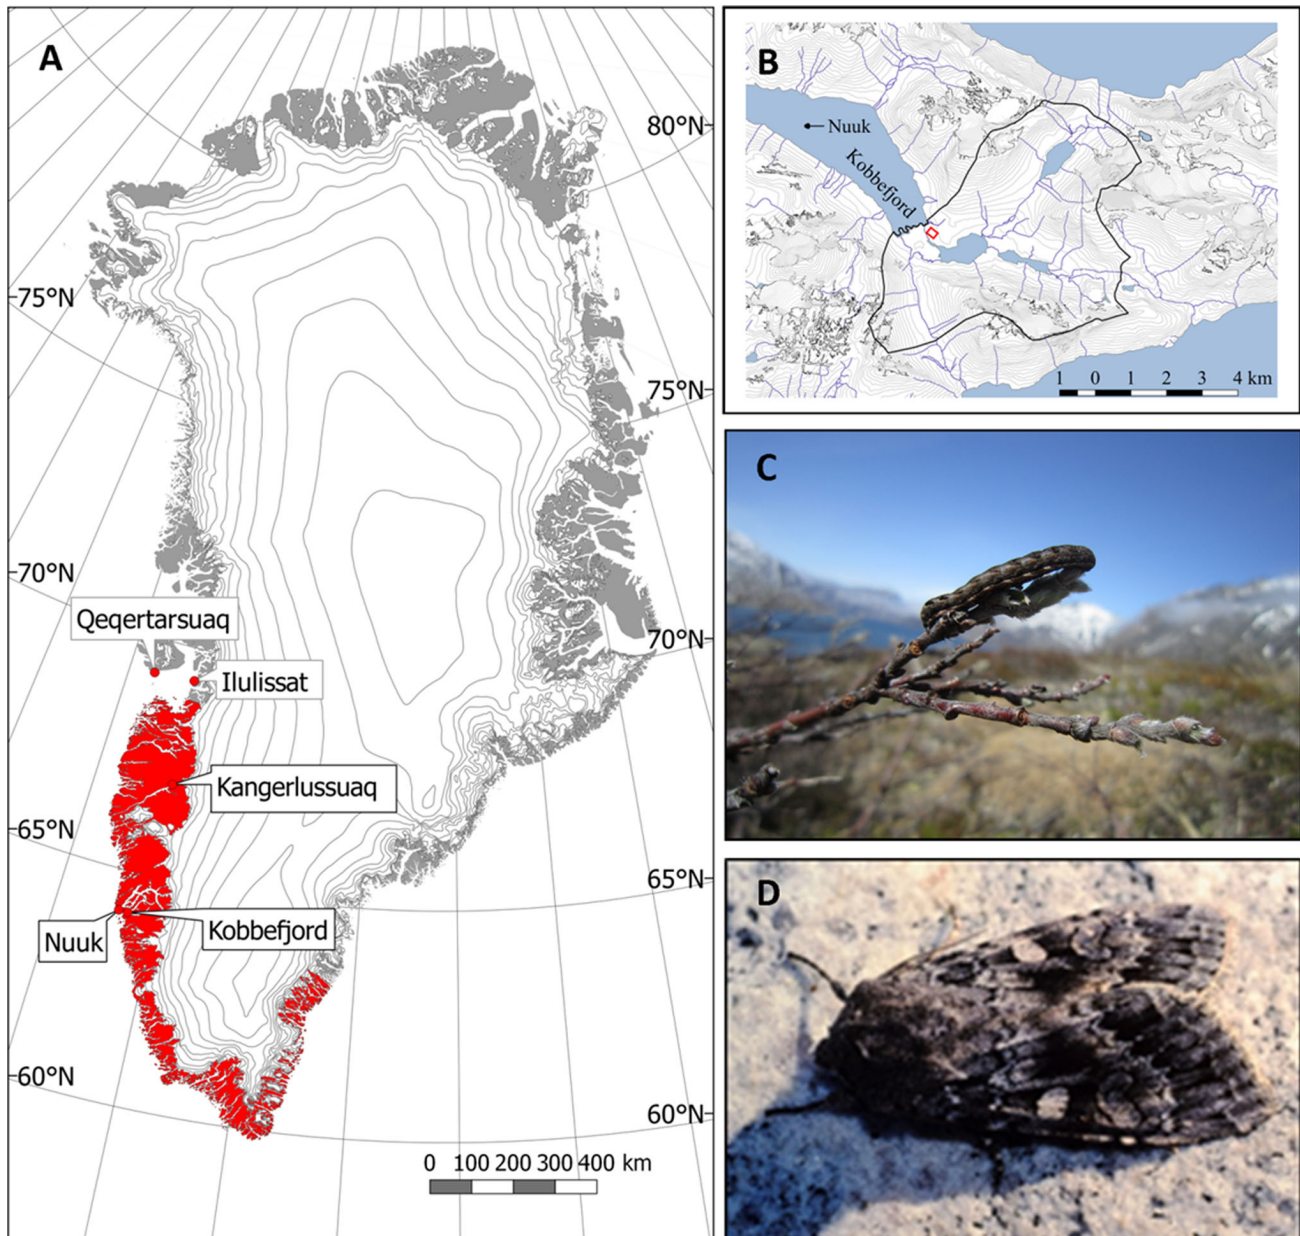 A
80°N
75°N
75°N
70°N
Qeqertarsuaq
70°N
Ilulissat
Kangerlussuaq
65°N
65°N
Nuuk
Kobbefjord
60°N
60°N
0 100 200 300 400 km
B
Nuuk
Kobbefjord
1 0 1 2 3 4 km
C
D